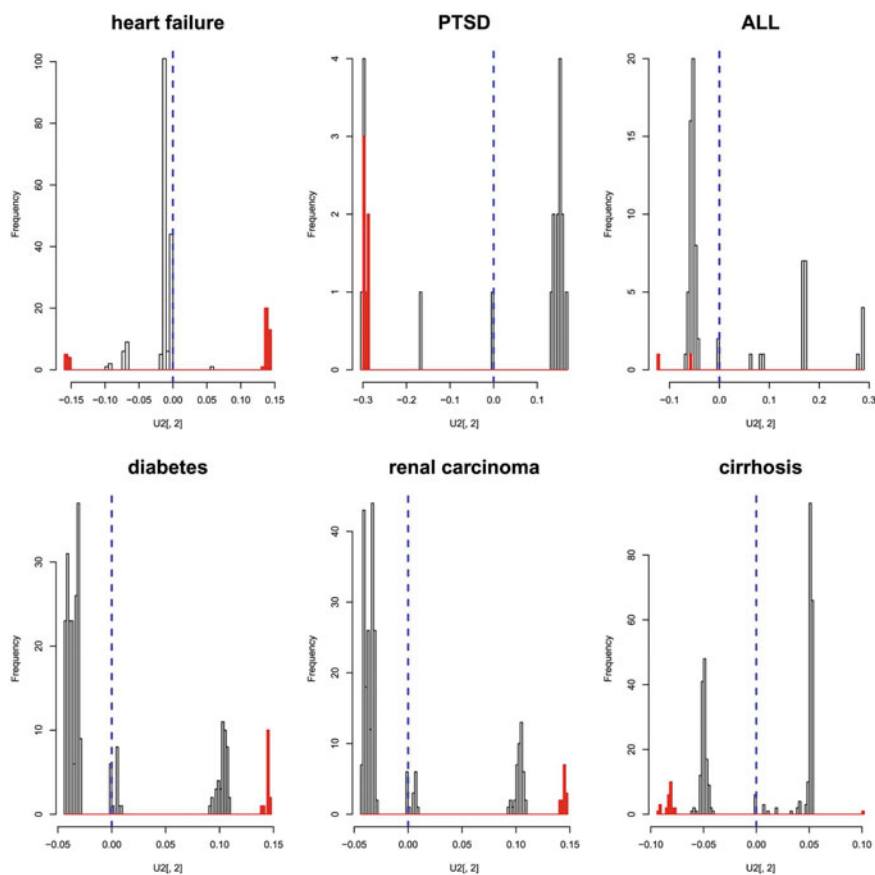 heart failure
Frequency
0 20 40 60 80 100
−0.15 −0.10 −0.05 0.00 0.05 0.10 0.15
U2[, 2]
PTSD
Frequency
0 1 2 3 4
−0.3 −0.2 −0.1 0.0 0.1
U2[, 2]
ALL
Frequency
0 5 10 15 20
−0.1 0.0 0.1 0.2 0.3
U2[, 2]
diabetes
Frequency
0 10 20 30
−0.05 0.00 0.05 0.10 0.15
U2[, 2]
renal carcinoma
Frequency
0 10 20 30 40
−0.05 0.00 0.05 0.10 0.15
U2[, 2]
cirrhosis
Frequency
0 20 40 60 80
−0.10 −0.05 0.00 0.05 0.10
U2[, 2]